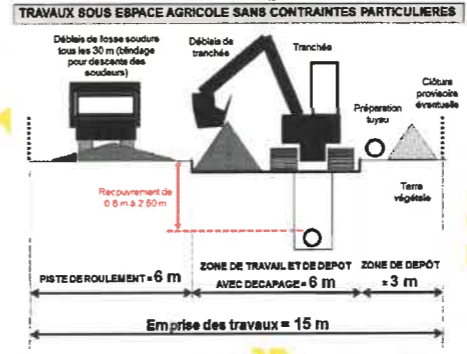 TRAVAUX SOUS ESPACE AGRICOLE SANS CONTRAINTES PARTICULIERES
Déblais de fosse soudure
tous les 30 m (blindage
pour descente des
soudeurs)
Déblais de
tranchée
Tranchée
Clôture
provisoire
éventuelle
Préparation
tuyau
Terre
végétale
Recouvrement de
0 8 m à 2 50 m
PISTE DE ROULEMENT = 6 m
ZONE DE TRAVAIL ET DE DEPOT
AVEC DECAPAGE = 6 m
ZONE DE DEPÔT
= 3 m
Emprise des travaux = 15 m